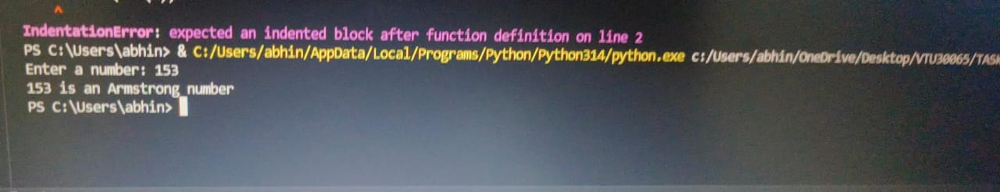 ^
IndentationError: expected an indented block after function definition on line 2
PS C:\Users\abhin> & C:/Users/abhin/AppData/Local/Programs/Python/Python314/python.exe c:/Users/abhin/OneDrive/Desktop/VTU30065/TAS
Enter a number: 153
153 is an Armstrong number
PS C:\Users\abhin>